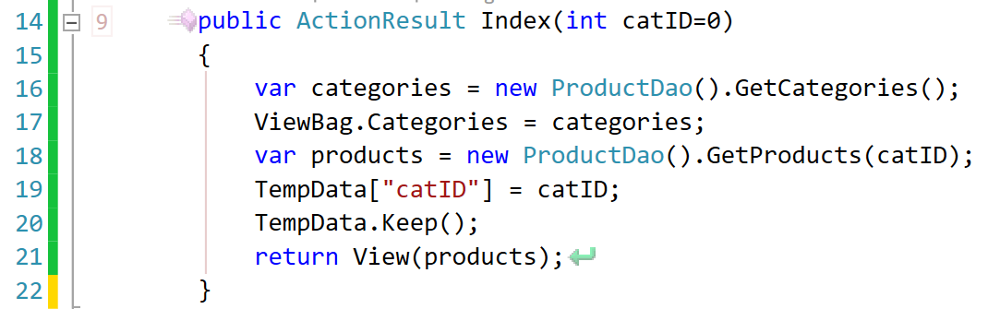 14 9 public ActionResult Index(int catID=0)
15 {
16 var categories = new ProductDao().GetCategories();
17 ViewBag.Categories = categories;
18 var products = new ProductDao().GetProducts(catID);
19 TempData["catID"] = catID;
20 TempData.Keep();
21 return View(products);
22 }